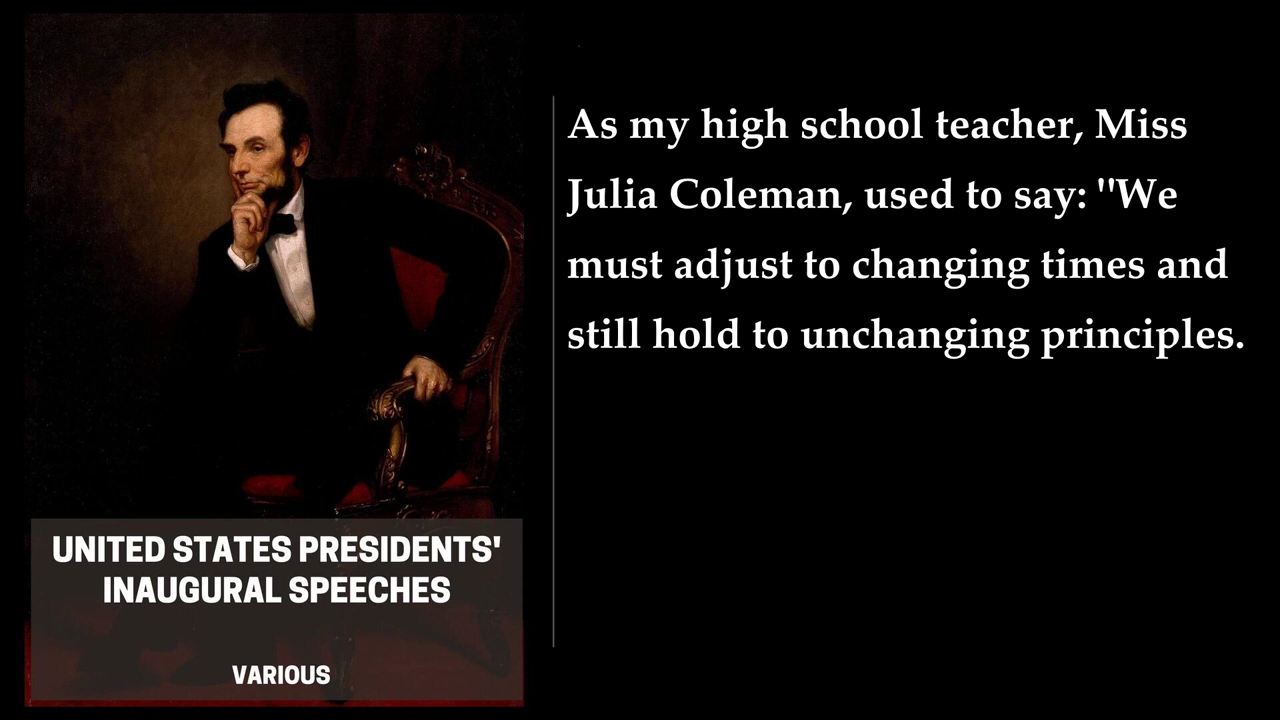 As my high school teacher, Miss
Julia Coleman, used to say: "We
must adjust to changing times and
still hold to unchanging principles.
UNITED STATES PRESIDENTS'
INAUGURAL SPEECHES
VARIOUS